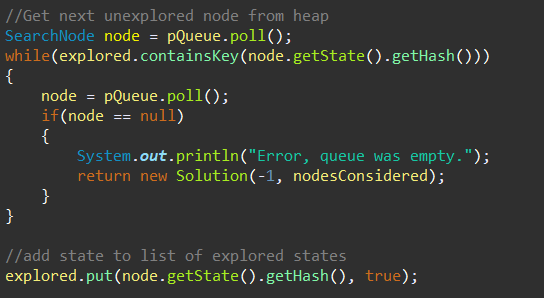 //Get next unexplored node from heap
SearchNode node = pQueue.poll();
while(explored.containsKey(node.getState().getHash()))
{
    node = pQueue.poll();
    if(node == null)
    {
        System.out.println("Error, queue was empty.");
        return new Solution(-1, nodesConsidered);
    }
}

//add state to list of explored states
explored.put(node.getState().getHash(), true);